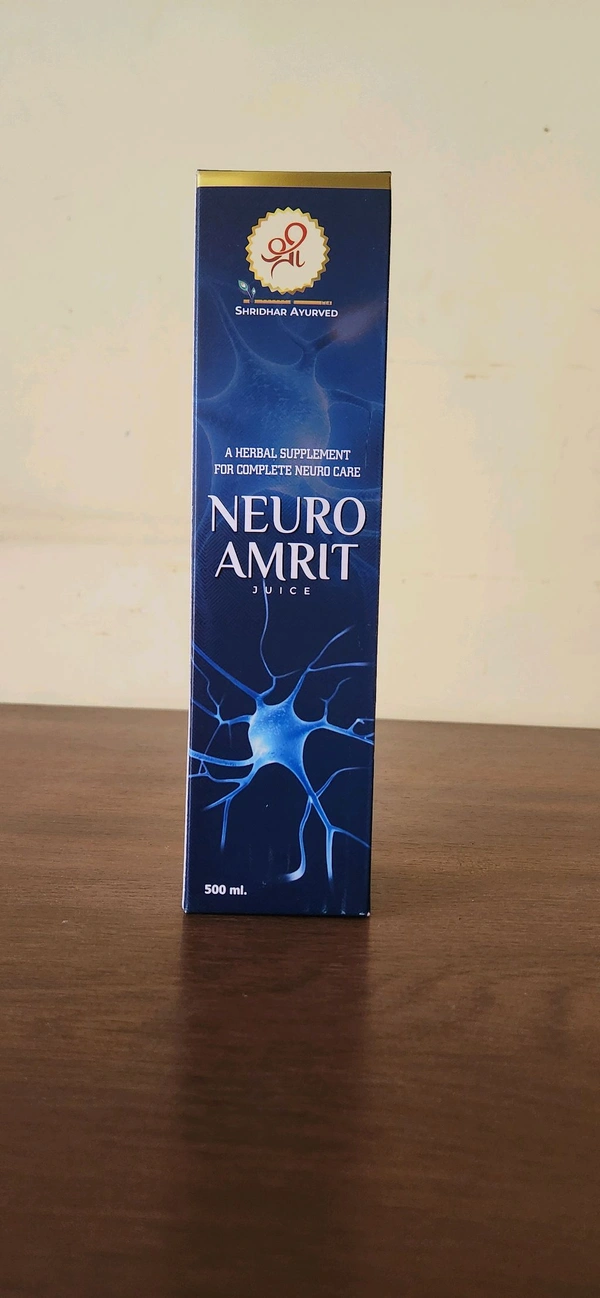 श्री
SHRIDHAR AYURVED
A HERBAL SUPPLEMENT
FOR COMPLETE NEURO CARE
NEURO
AMRIT
JUICE
500 ml.